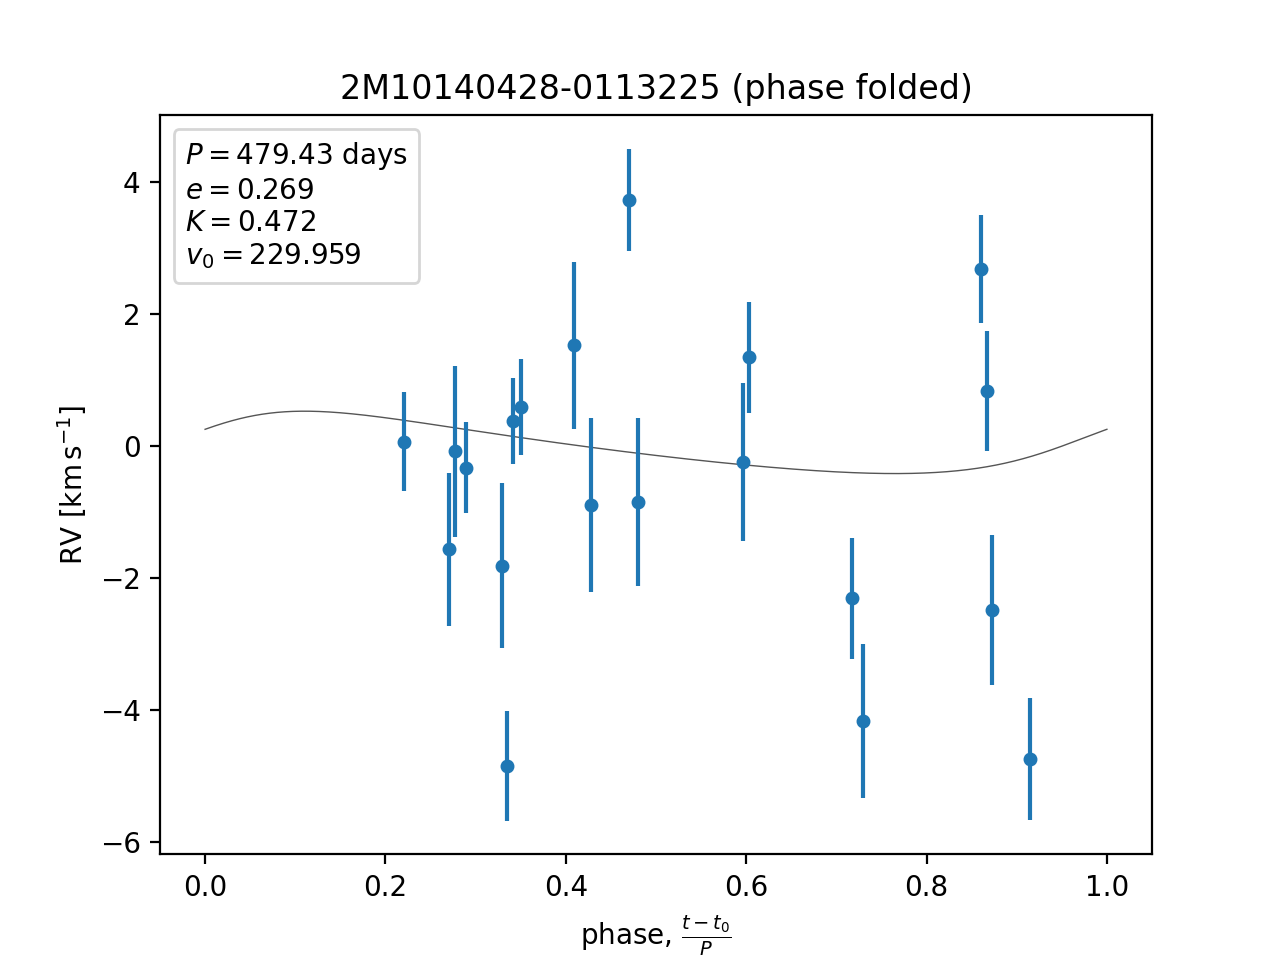 2M10140428-0113225 (phase folded)
P = 479.43 days
e = 0.269
K = 0.472
v₀ = 229.959
4
2
0
−2
−4
−6
RV [km s⁻¹]
0.0 0.2 0.4 0.6 0.8 1.0
phase, (t − t₀)/P